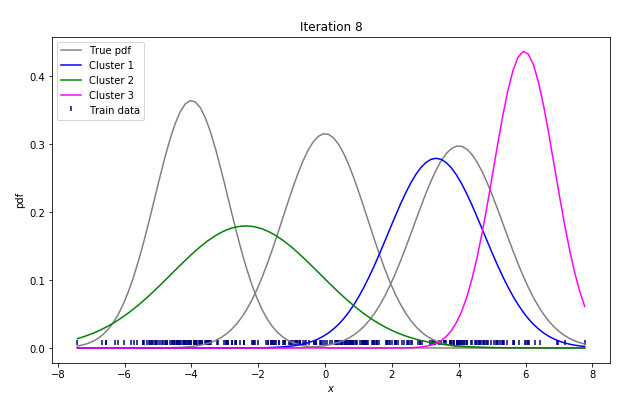 Iteration 8
True pdf
Cluster 1
Cluster 2
Cluster 3
Train data
pdf
0.4
0.3
0.2
0.1
0.0
−8 −6 −4 −2 0 2 4 6 8
x